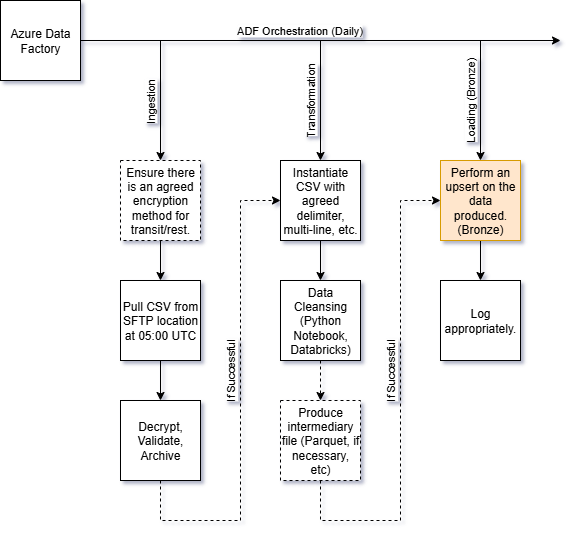 Azure Data
Factory
ADF Orchestration (Daily)
Ingestion
Transformation
Loading (Bronze)
Ensure there
is an agreed
encryption
method for
transit/rest.
Instantiate
CSV with
agreed
delimiter,
multi-line, etc.
Perform an
upsert on the
data
produced.
(Bronze)
Pull CSV from
SFTP location
at 05:00 UTC
Data
Cleansing
(Python
Notebook,
Databricks)
Log
appropriately.
If Successful
If Successful
Decrypt,
Validate,
Archive
Produce
intermediary
file (Parquet, if
necessary,
etc)